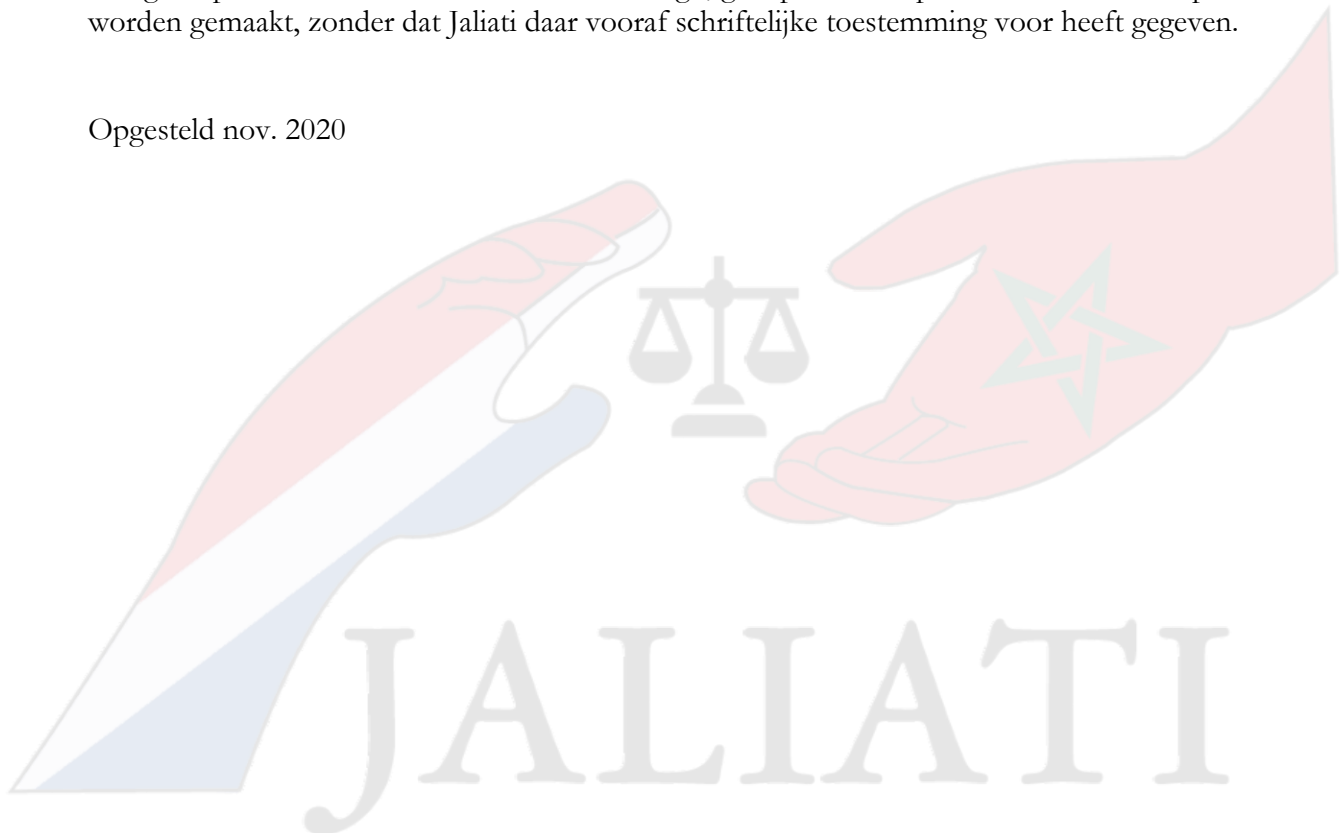 worden gemaakt, zonder dat Jaliati daar vooraf schriftelijke toestemming voor heeft gegeven.
Opgesteld nov. 2020
JALIATI